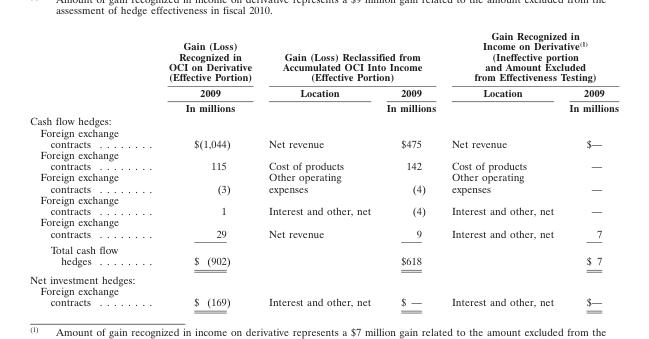 Amount of gain recognized in income on derivative represents a $9 million gain related to the amount excluded from the
assessment of hedge effectiveness in fiscal 2010.
Gain (Loss)
Recognized in
OCI on Derivative
(Effective Portion)
Gain (Loss) Reclassified from
Accumulated OCI Into Income
(Effective Portion)
Gain Recognized in
Income on Derivative(1)
(Ineffective portion
and Amount Excluded
from Effectiveness Testing)
2009 Location 2009 Location 2009
In millions In millions In millions
Cash flow hedges:
Foreign exchange
contracts . . . . . . . . $(1,044) Net revenue $475 Net revenue $—
Foreign exchange
contracts . . . . . . . . 115 Cost of products 142 Cost of products —
Foreign exchange Other operating Other operating
contracts . . . . . . . . (3) expenses (4) expenses —
Foreign exchange
contracts . . . . . . . . 1 Interest and other, net (4) Interest and other, net —
Foreign exchange
contracts . . . . . . . . 29 Net revenue 9 Interest and other, net 7
Total cash flow
hedges . . . . . . . . $ (902) $618 $ 7
Net investment hedges:
Foreign exchange
contracts . . . . . . . . $ (169) Interest and other, net $ — Interest and other, net $—
(1) Amount of gain recognized in income on derivative represents a $7 million gain related to the amount excluded from the